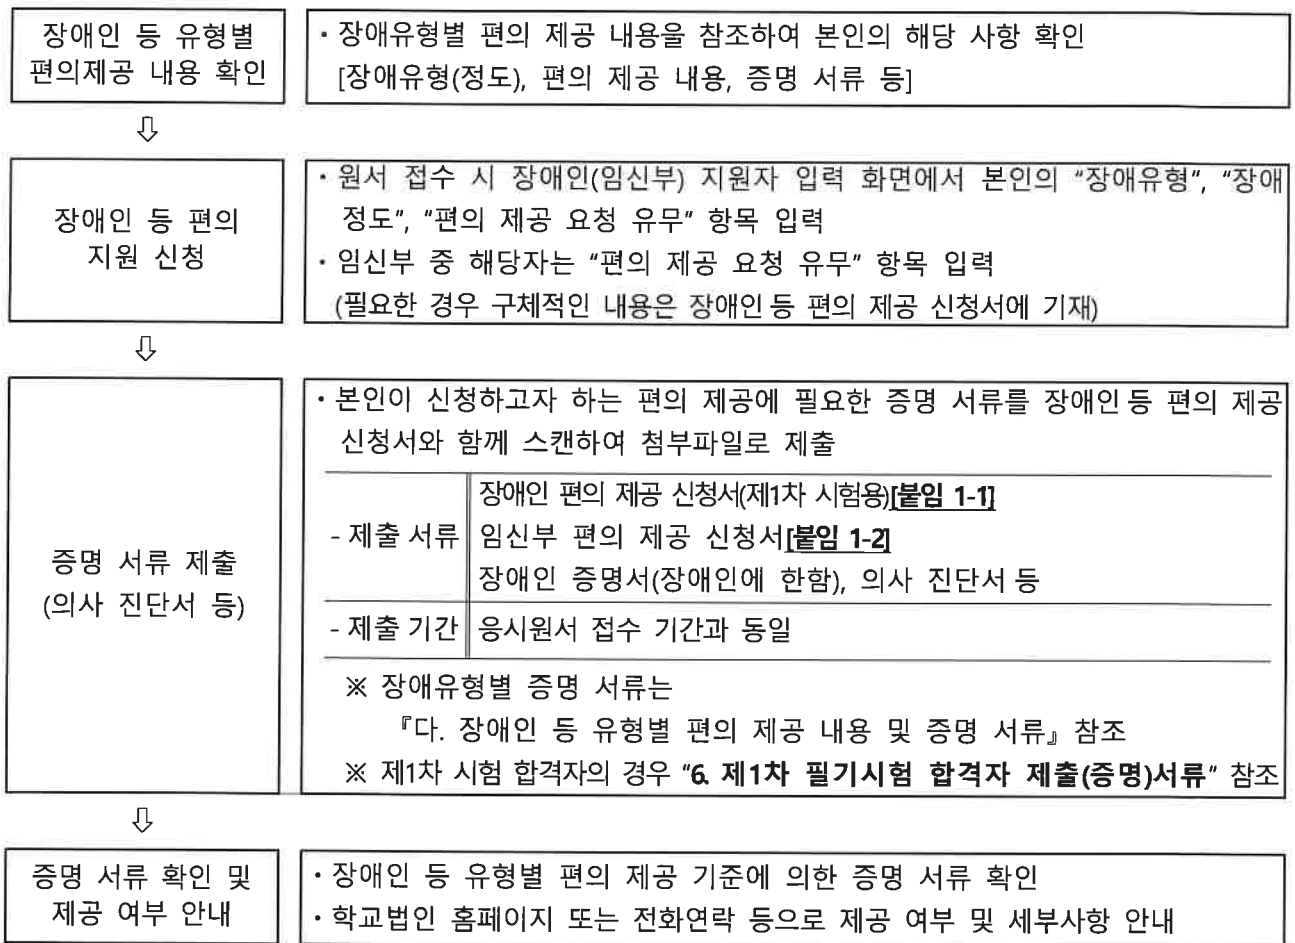 장애인 등 유형별
편의제공 내용 확인
· 장애유형별 편의 제공 내용을 참조하여 본인의 해당 사항 확인
[장애유형(정도), 편의 제공 내용, 증명 서류 등]
⇩
장애인 등 편의
지원 신청
· 원서 접수 시 장애인(임신부) 지원자 입력 화면에서 본인의 “장애유형”, “장애
정도”, “편의 제공 요청 유무” 항목 입력
· 임신부 중 해당자는 “편의 제공 요청 유무” 항목 입력
(필요한 경우 구체적인 내용은 장애인 등 편의 제공 신청서에 기재)
⇩
증명 서류 제출
(의사 진단서 등)
· 본인이 신청하고자 하는 편의 제공에 필요한 증명 서류를 장애인 등 편의 제공
신청서와 함께 스캔하여 첨부파일로 제출
- 제출 서류
장애인 편의 제공 신청서(제1차 시험용)[붙임 1-1]
임신부 편의 제공 신청서[붙임 1-2]
장애인 증명서(장애인에 한함), 의사 진단서 등
- 제출 기간
응시원서 접수 기간과 동일
※ 장애유형별 증명 서류는
『다. 장애인 등 유형별 편의 제공 내용 및 증명 서류』 참조
※ 제1차 시험 합격자의 경우 “6. 제1차 필기시험 합격자 제출(증명)서류” 참조
⇩
증명 서류 확인 및
제공 여부 안내
· 장애인 등 유형별 편의 제공 기준에 의한 증명 서류 확인
· 학교법인 홈페이지 또는 전화연락 등으로 제공 여부 및 세부사항 안내